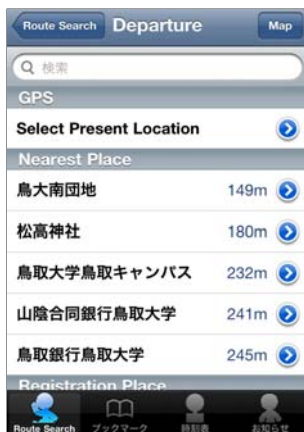 Route Search Departure Map
検索
GPS
Select Present Location
Nearest Place
鳥大南団地 149m
松高神社 180m
鳥取大学鳥取キャンパス 232m
山陰合同銀行鳥取大学 241m
鳥取銀行鳥取大学 245m
Registration Place
Route Search ブックマーク 時刻表 お知らせ